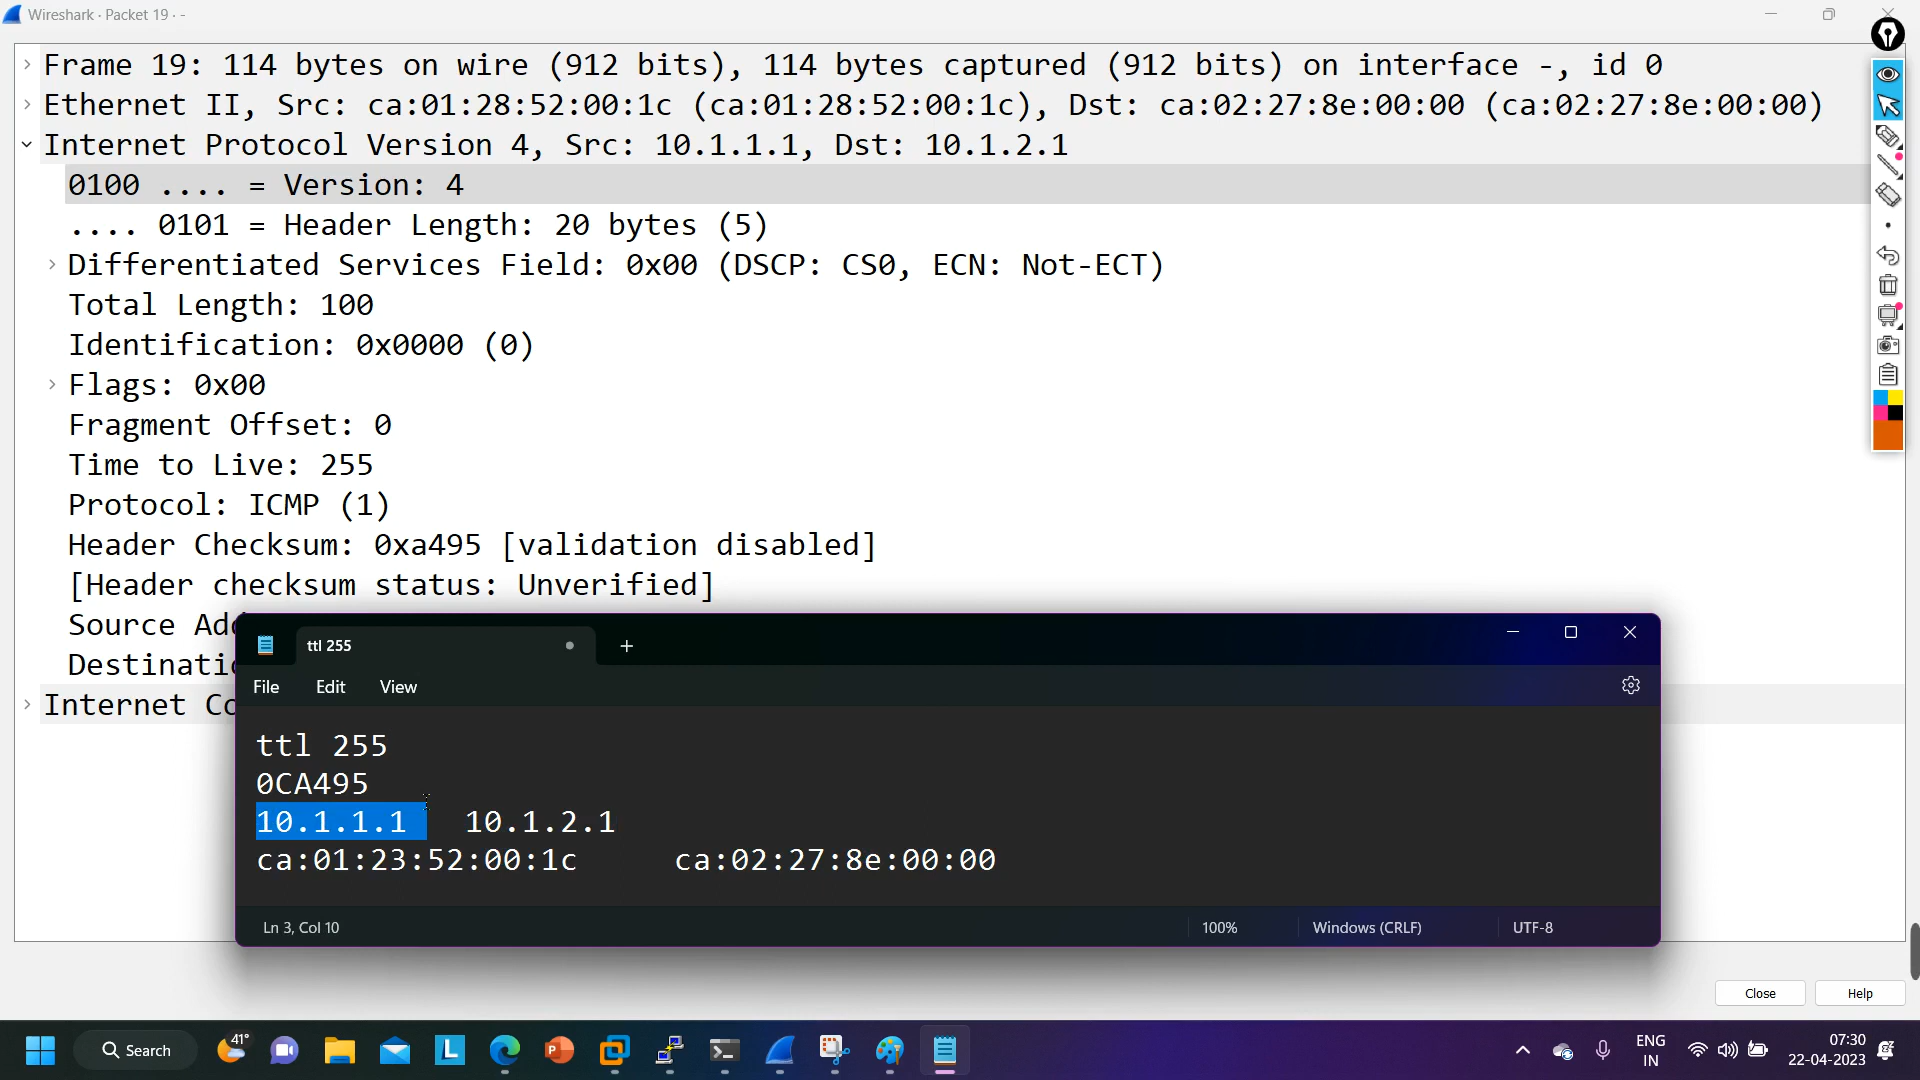 Wireshark · Packet 19 · -
Frame 19: 114 bytes on wire (912 bits), 114 bytes captured (912 bits) on interface -, id 0
Ethernet II, Src: ca:01:28:52:00:1c (ca:01:28:52:00:1c), Dst: ca:02:27:8e:00:00 (ca:02:27:8e:00:00)
Internet Protocol Version 4, Src: 10.1.1.1, Dst: 10.1.2.1
0100 .... = Version: 4
.... 0101 = Header Length: 20 bytes (5)
Differentiated Services Field: 0x00 (DSCP: CS0, ECN: Not-ECT)
Total Length: 100
Identification: 0x0000 (0)
Flags: 0x00
Fragment Offset: 0
Time to Live: 255
Protocol: ICMP (1)
Header Checksum: 0xa495 [validation disabled]
[Header checksum status: Unverified]
Source Ad
Destinati
Internet Co
ttl 255
File Edit View
ttl 255
0CA495
10.1.1.1 10.1.2.1
ca:01:23:52:00:1c ca:02:27:8e:00:00
Ln 3, Col 10 100% Windows (CRLF) UTF-8
Close Help
Search 41° L P ENG IN 07:30 22-04-2023